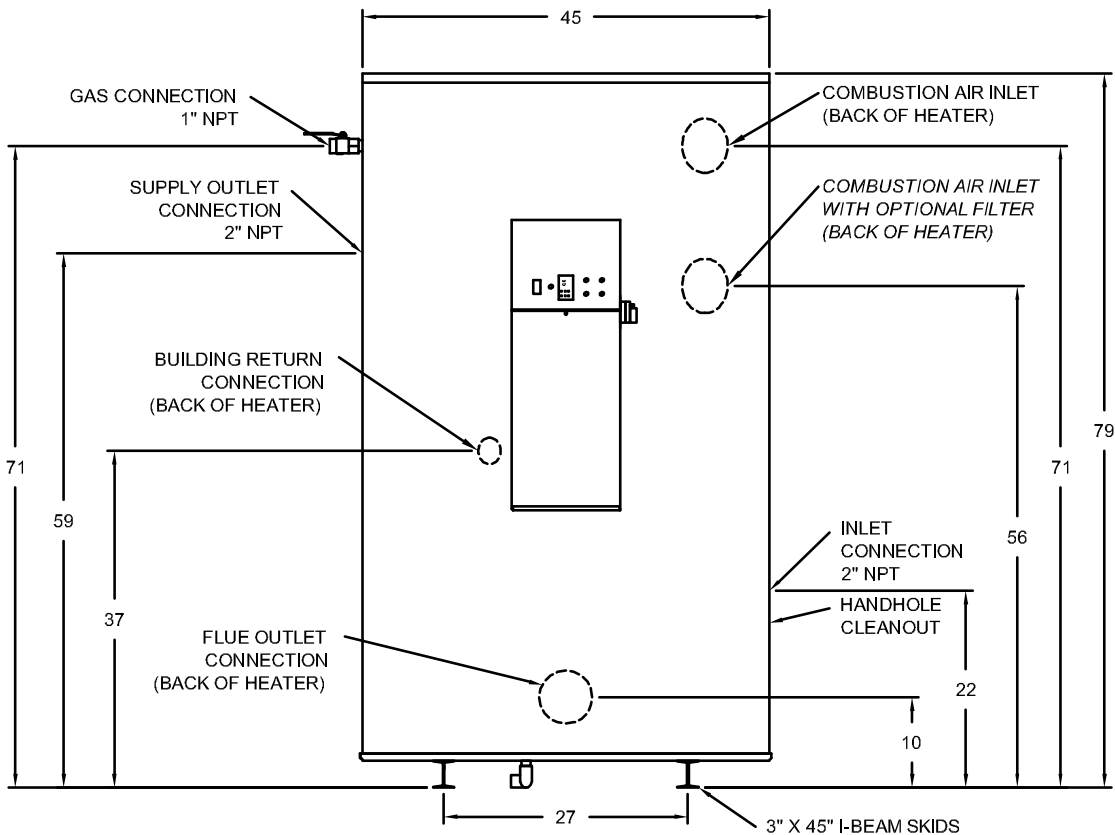 45
GAS CONNECTION
1" NPT
COMBUSTION AIR INLET
(BACK OF HEATER)
SUPPLY OUTLET
CONNECTION
2" NPT
COMBUSTION AIR INLET
WITH OPTIONAL FILTER
(BACK OF HEATER)
BUILDING RETURN
CONNECTION
(BACK OF HEATER)
79
71
71
59
56
INLET
CONNECTION
2" NPT
37
HANDHOLE
CLEANOUT
FLUE OUTLET
CONNECTION
(BACK OF HEATER)
22
10
27
3" X 45" I-BEAM SKIDS